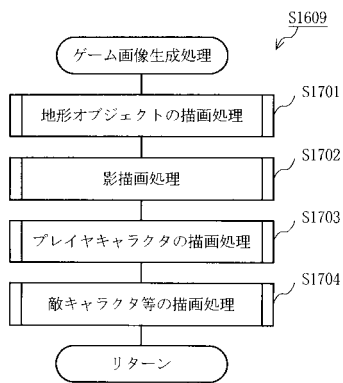 S1609
ゲーム画像生成処理
S1701
地形オブジェクトの描画処理
S1702
影描画処理
S1703
プレイヤキャラクタの描画処理
S1704
敵キャラクタ等の描画処理
リターン